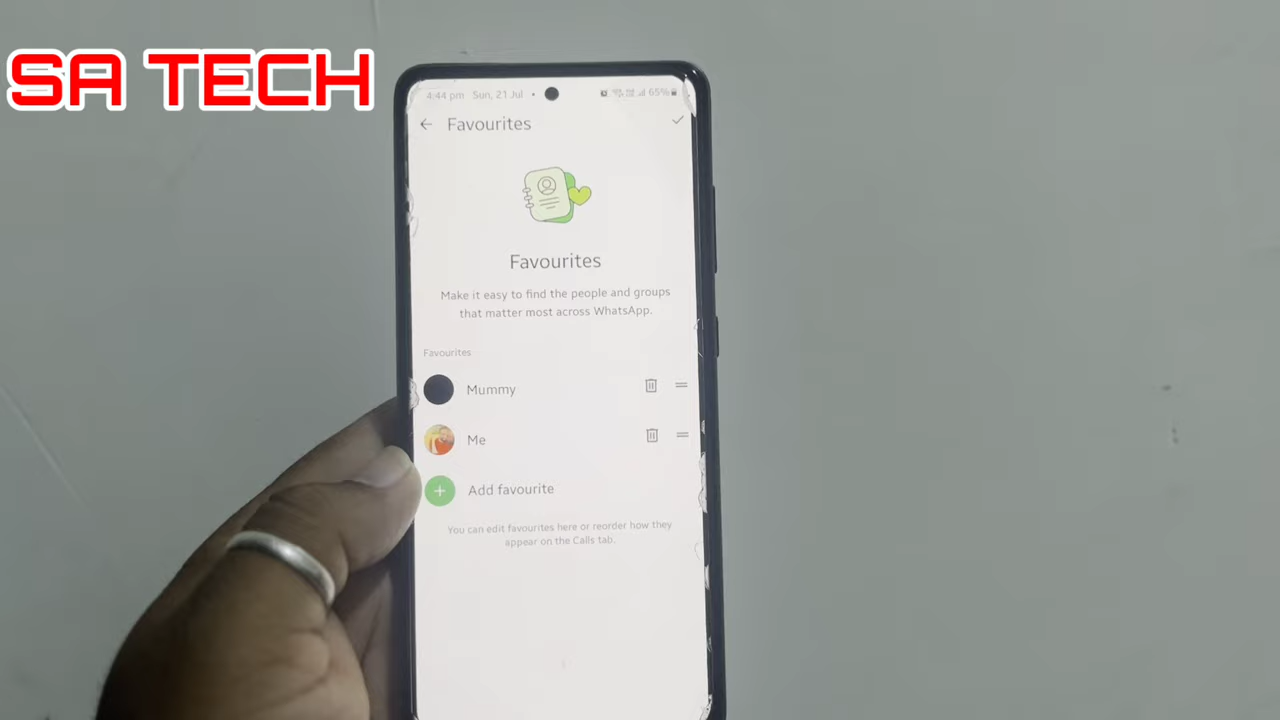 SA TECH
4:44 pm Sun, 21 Jul • 65%
Favourites
Favourites
Make it easy to find the people and groups
that matter most across WhatsApp.
Favourites
Mummy
Me
Add favourite
You can edit favourites here or reorder how they
appear on the Calls tab.